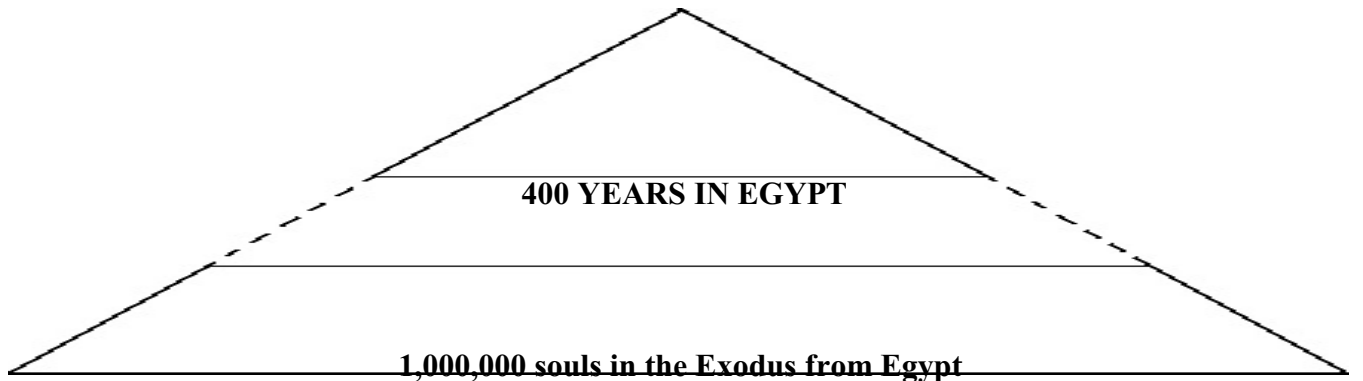 400 YEARS IN EGYPT
1,000,000 souls in the Exodus from Egypt